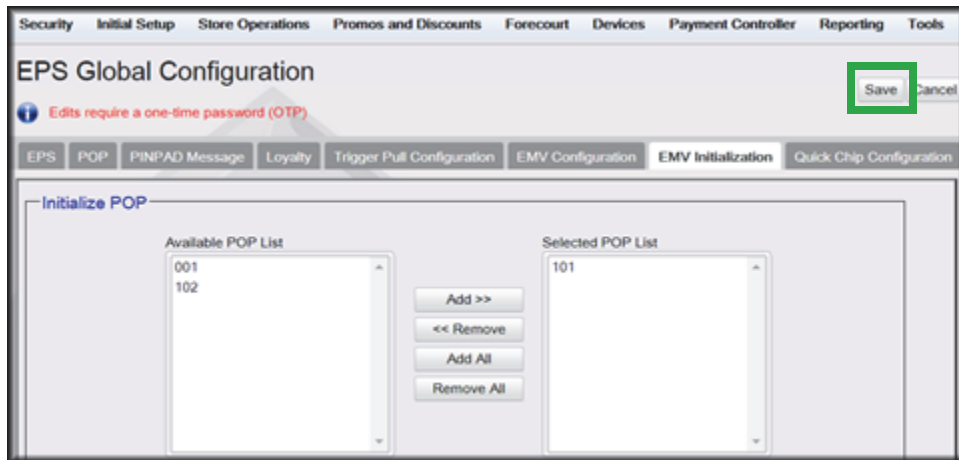 Security Initial Setup Store Operations Promos and Discounts Forecourt Devices Payment Controller Reporting Tools
EPS Global Configuration
Save Cancel
Edits require a one-time password (OTP)
EPS POP PINPAD Message Loyalty Trigger Pull Configuration EMV Configuration EMV Initialization Quick Chip Configuration
Initialize POP
Available POP List Selected POP List
001 101
102
Add >>
<< Remove
Add All
Remove All